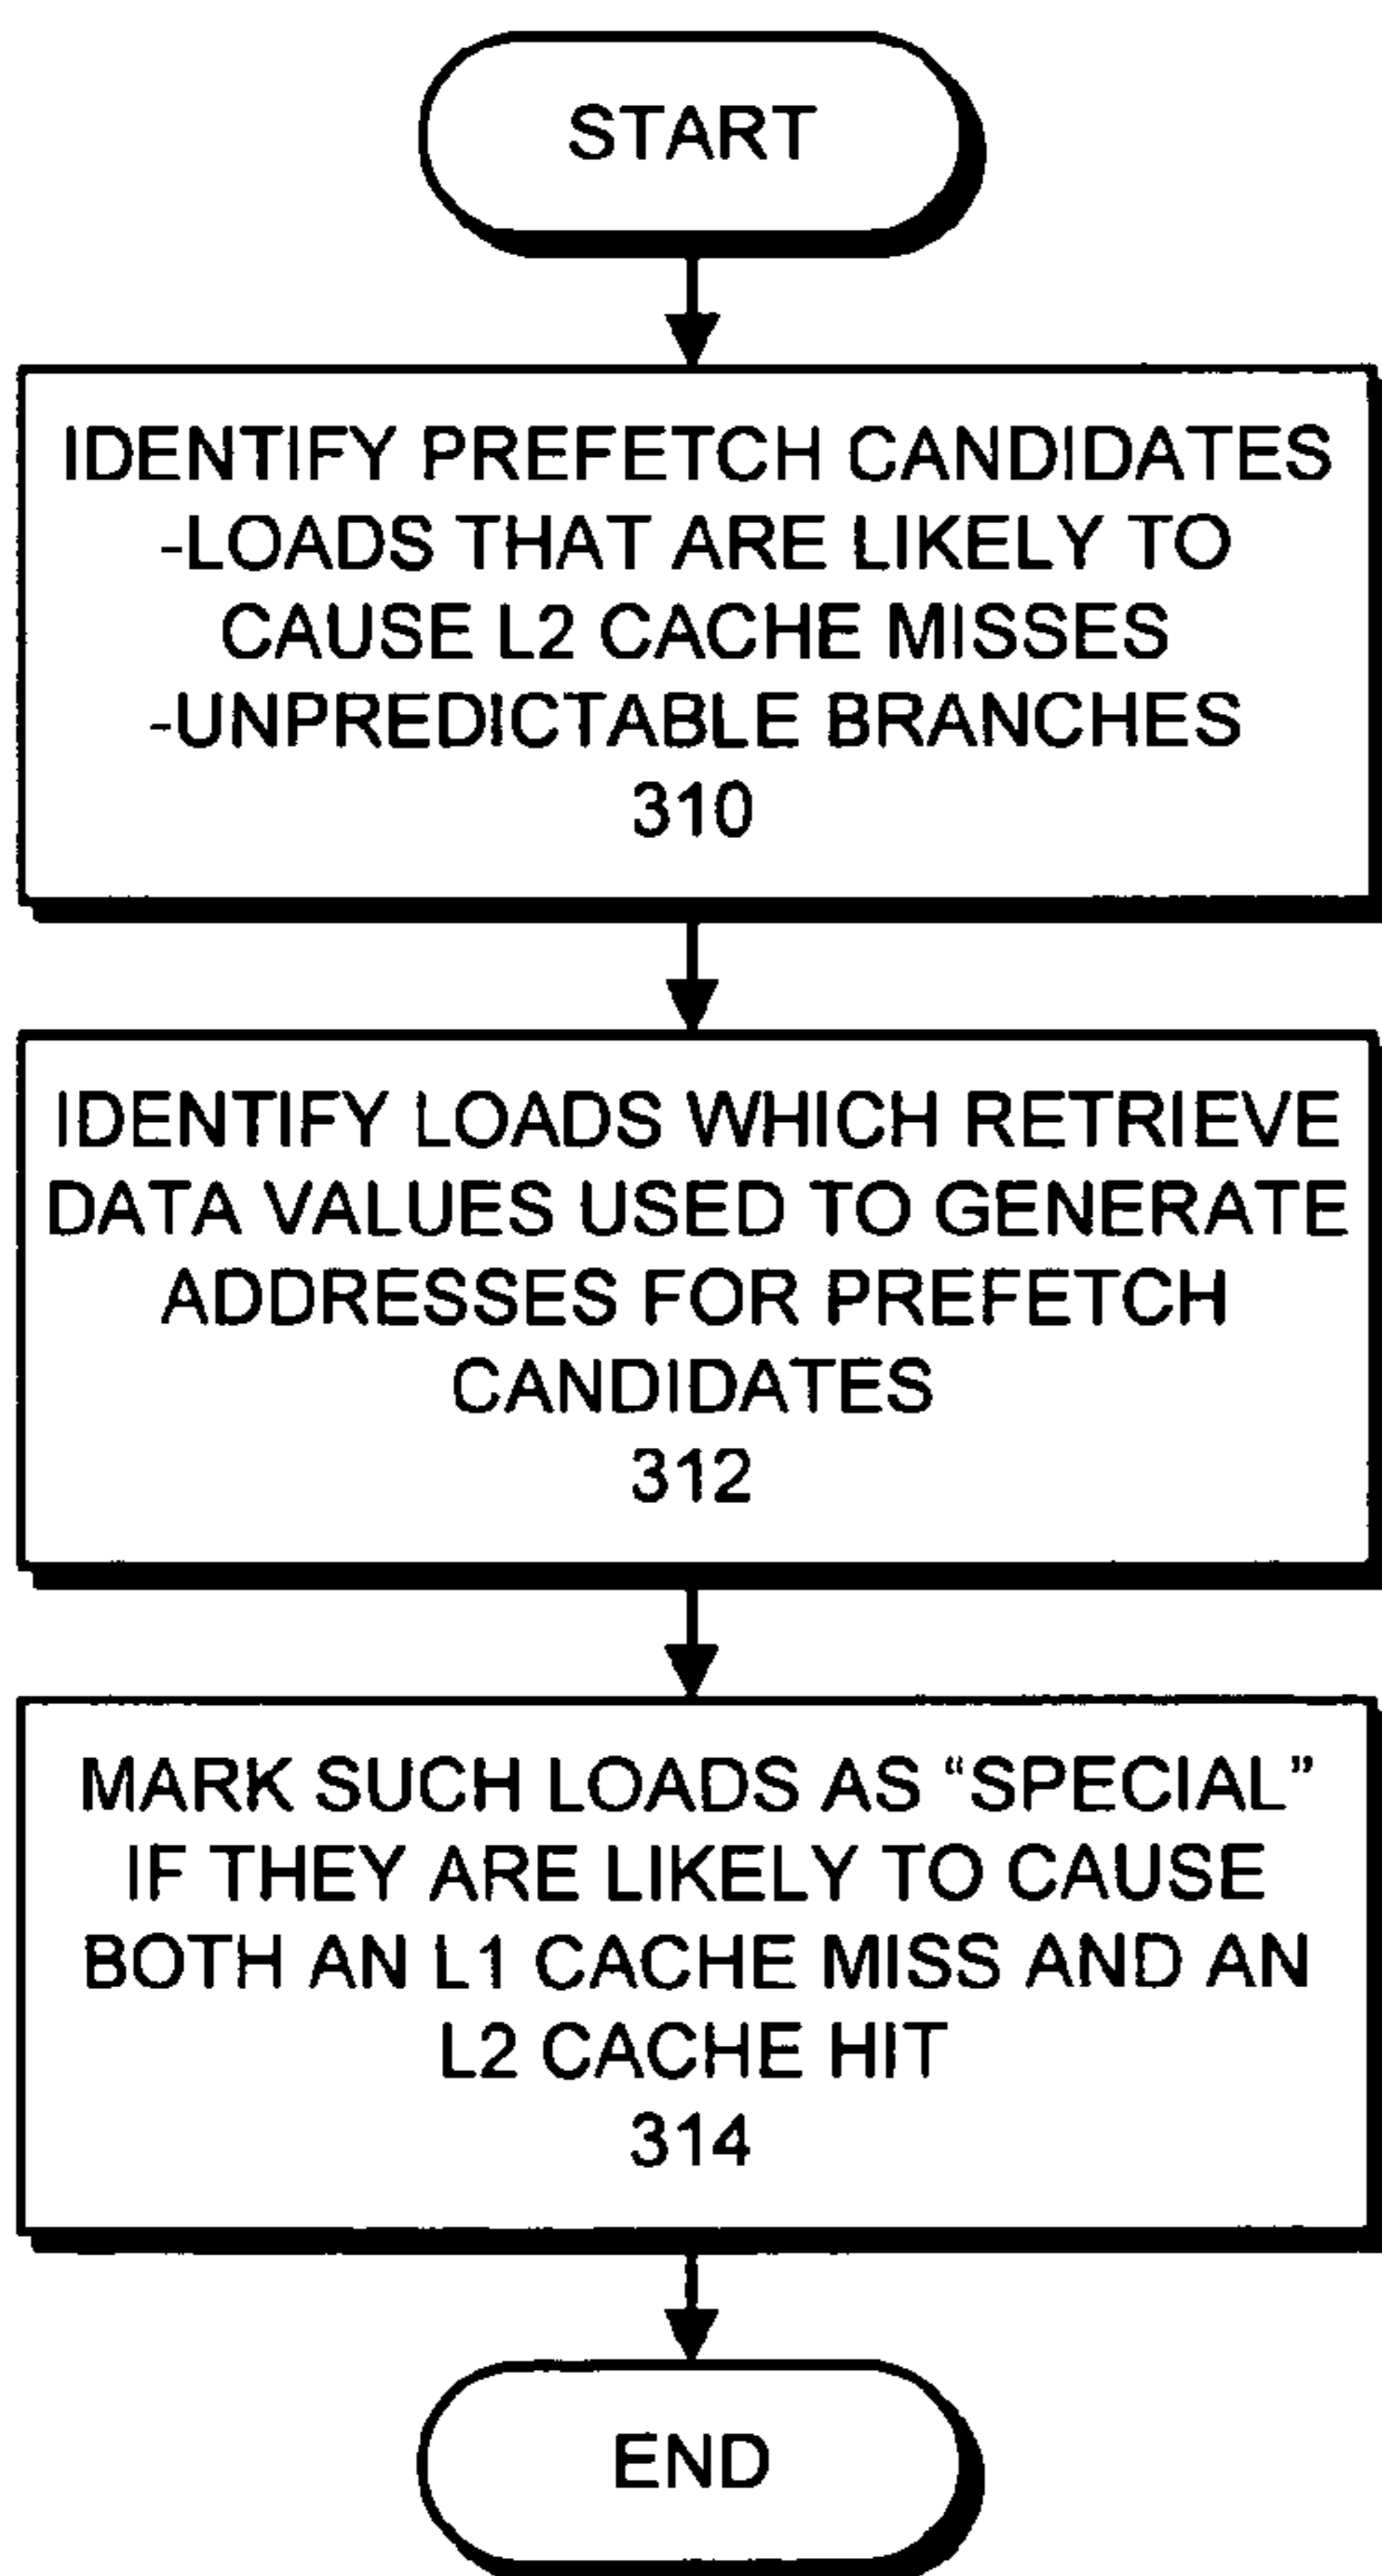 START
IDENTIFY PREFETCH CANDIDATES
-LOADS THAT ARE LIKELY TO
CAUSE L2 CACHE MISSES
-UNPREDICTABLE BRANCHES
310
IDENTIFY LOADS WHICH RETRIEVE
DATA VALUES USED TO GENERATE
ADDRESSES FOR PREFETCH
CANDIDATES
312
MARK SUCH LOADS AS “SPECIAL”
IF THEY ARE LIKELY TO CAUSE
BOTH AN L1 CACHE MISS AND AN
L2 CACHE HIT
314
END